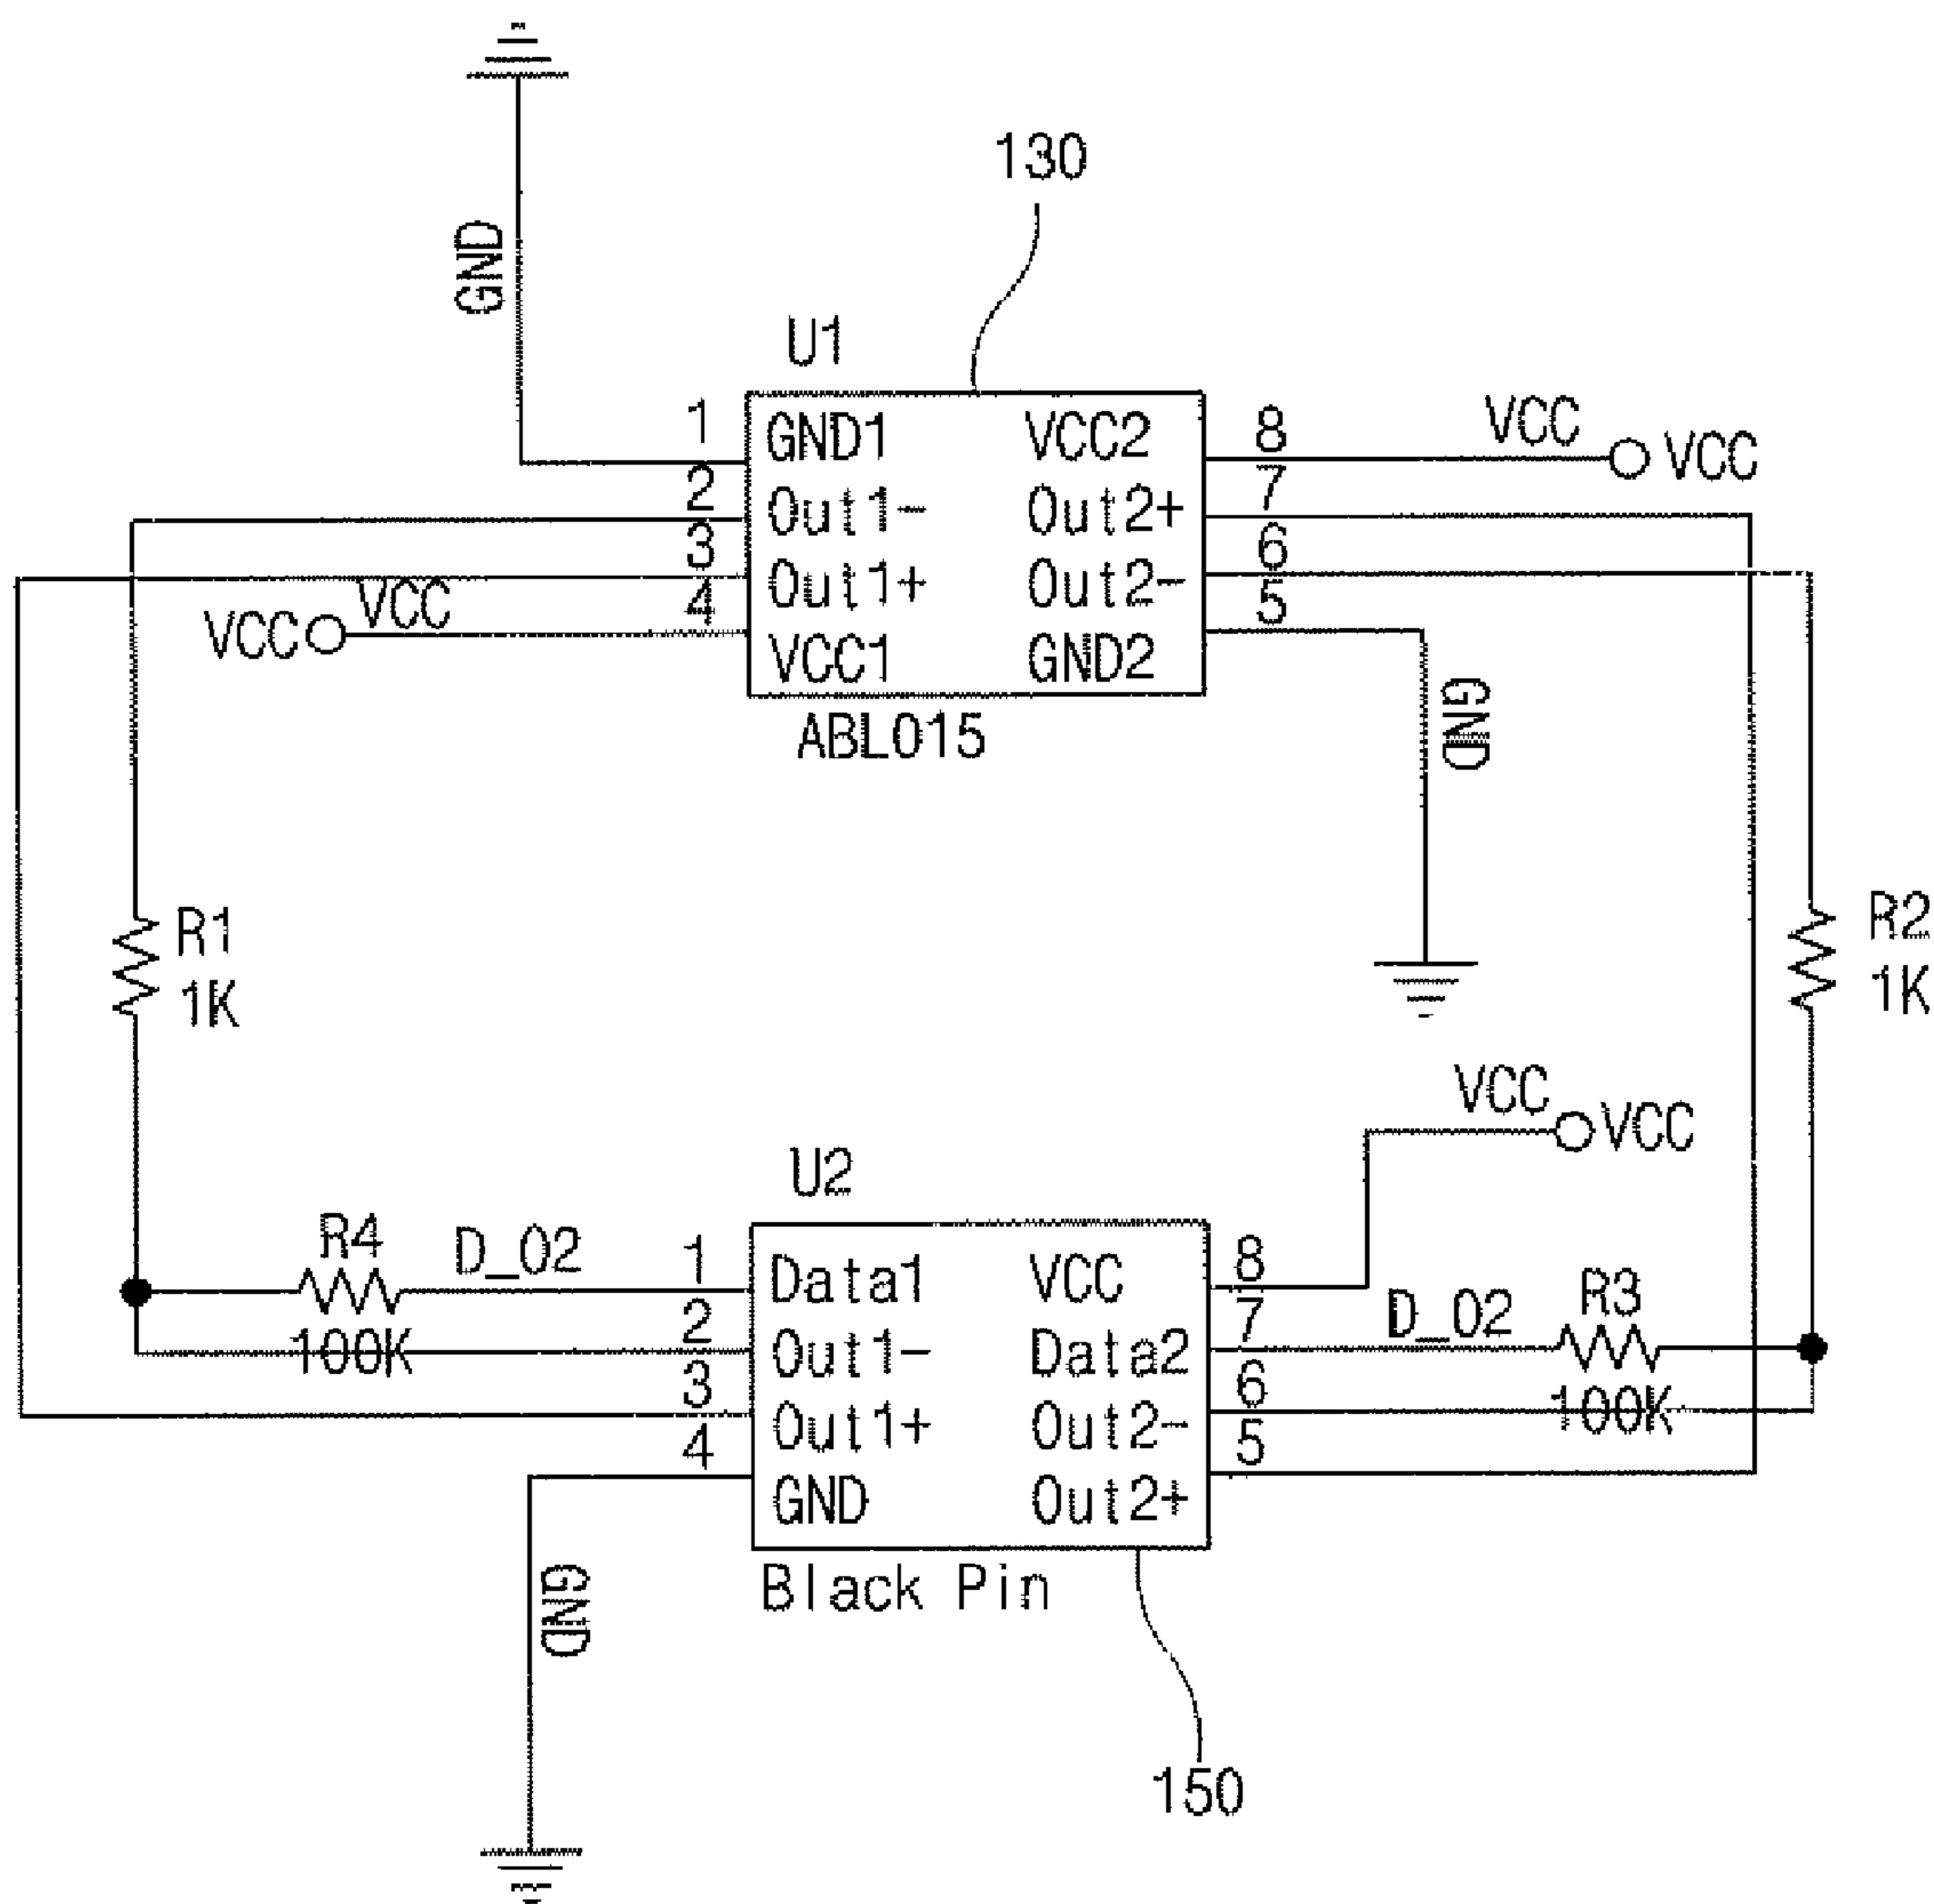 130
GND
U1
1
GND1
VCC2
8
VCC
VCC
2
Out1-
Out2+
7
3
Out1+
Out2-
6
VCC
VCC
4
VCC1
GND2
5
ABL015
GND
R1
1K
R2
1K
VCC
VCC
U2
R4
100K
D_02
1
Data1
VCC
8
2
Out1-
Data2
7
D_02
R3
100K
3
Out1+
Out2-
6
4
GND
Out2+
5
Black Pin
GND
150